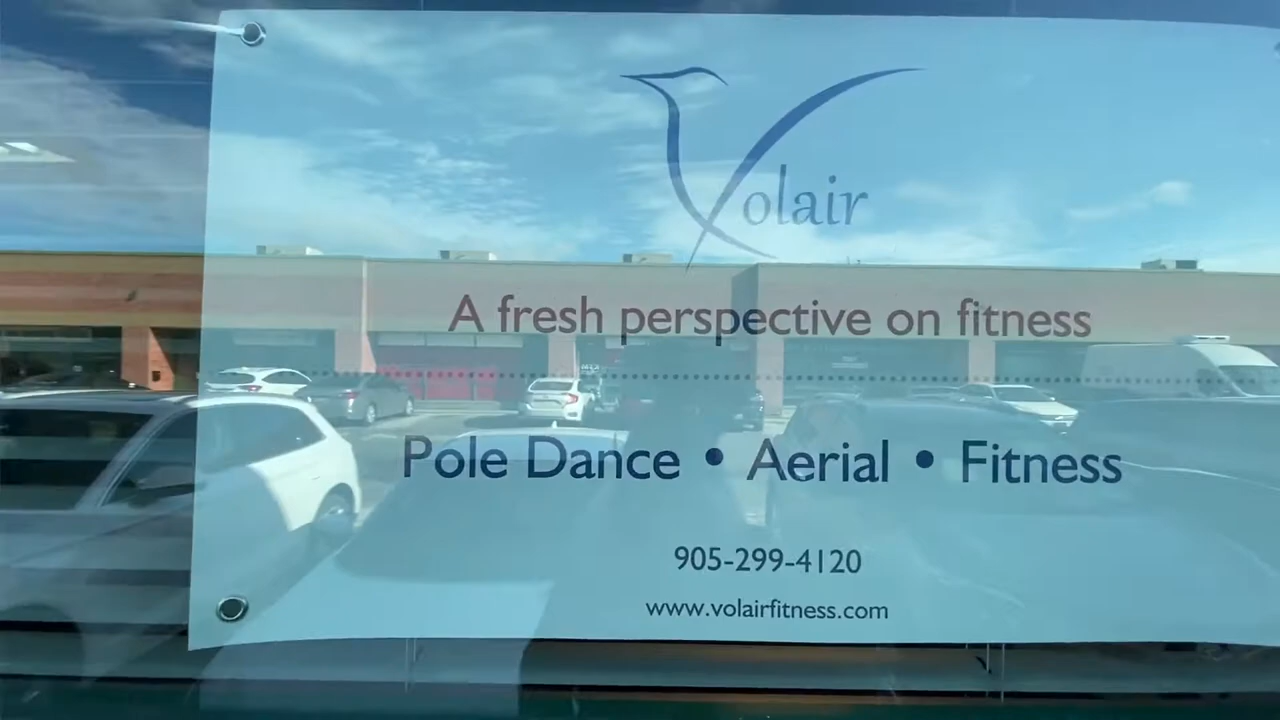 Volair
A fresh perspective on fitness
Pole Dance • Aerial • Fitness
905-299-4120
www.volairfitness.com